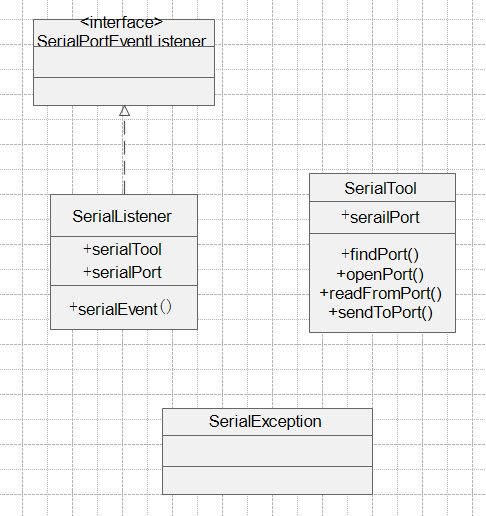 <interface>
SerialPortEventListener
SerialListener
+serialTool
+serialPort
+serialEvent()
SerialTool
+serailPort
+findPort()
+openPort()
+readFromPort()
+sendToPort()
SerialException